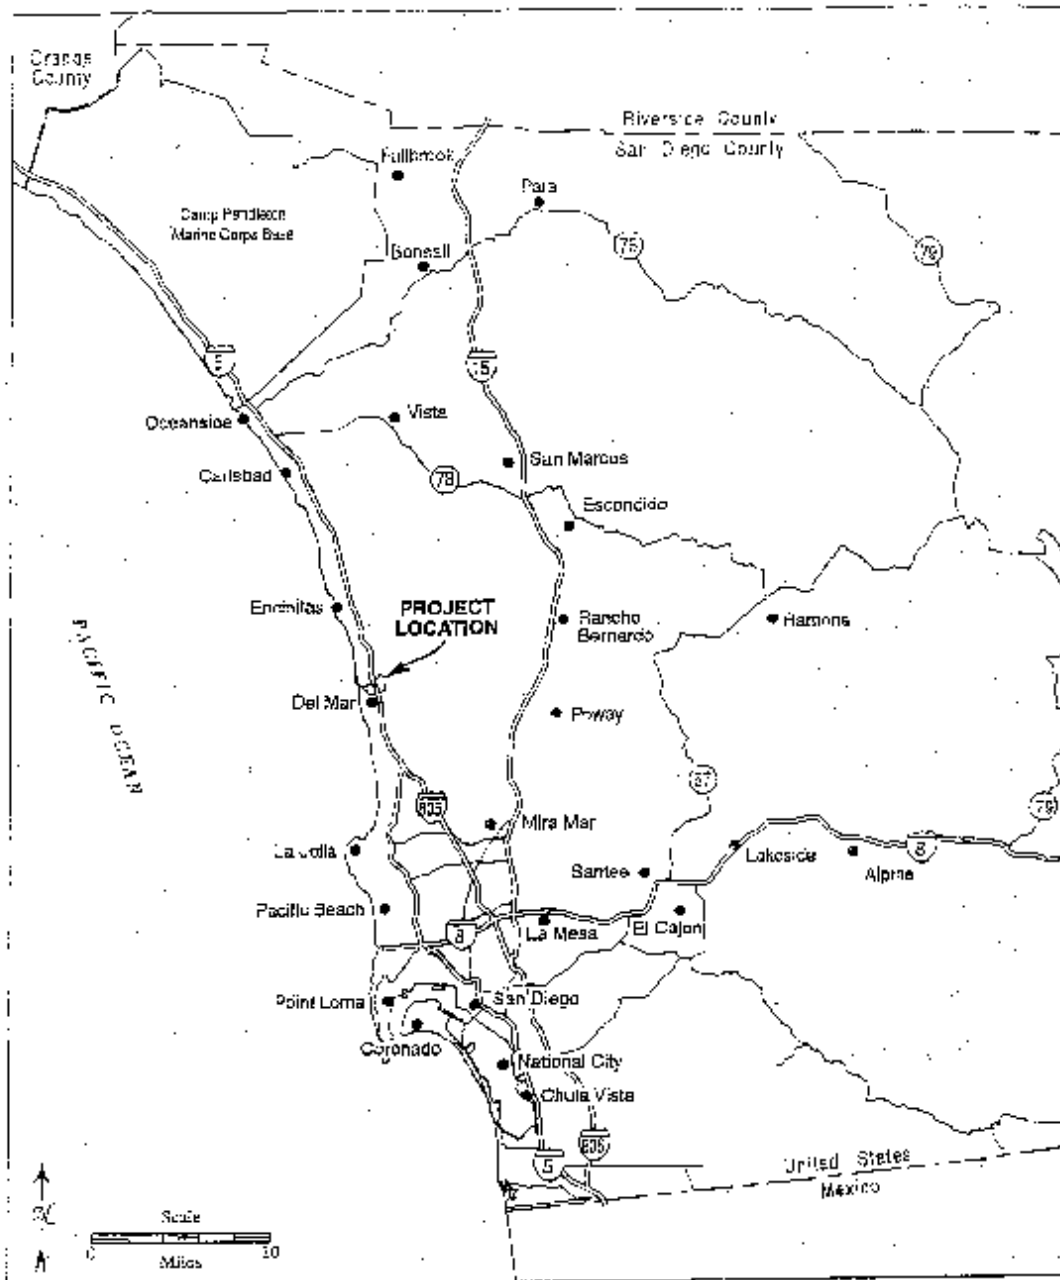 Orange
County
Riverside County
San Diego County
Fallbrook
Pala
Camp Pendleton
Marine Corps Base
Bonsall
76
79
5
15
Oceanside
Vista
Carlsbad
San Marcos
78
Escondido
Encinitas
PROJECT
LOCATION
Rancho
Bernardo
Ramona
PACIFIC OCEAN
Del Mar
Poway
67
805
79
Mira Mar
La Jolla
Lakeside
8
Santee
Alpine
Pacific Beach
8
La Mesa
El Cajon
Point Loma
San Diego
Coronado
National City
Chula Vista
805
5
United States
Mexico
Scale
0 10
Miles